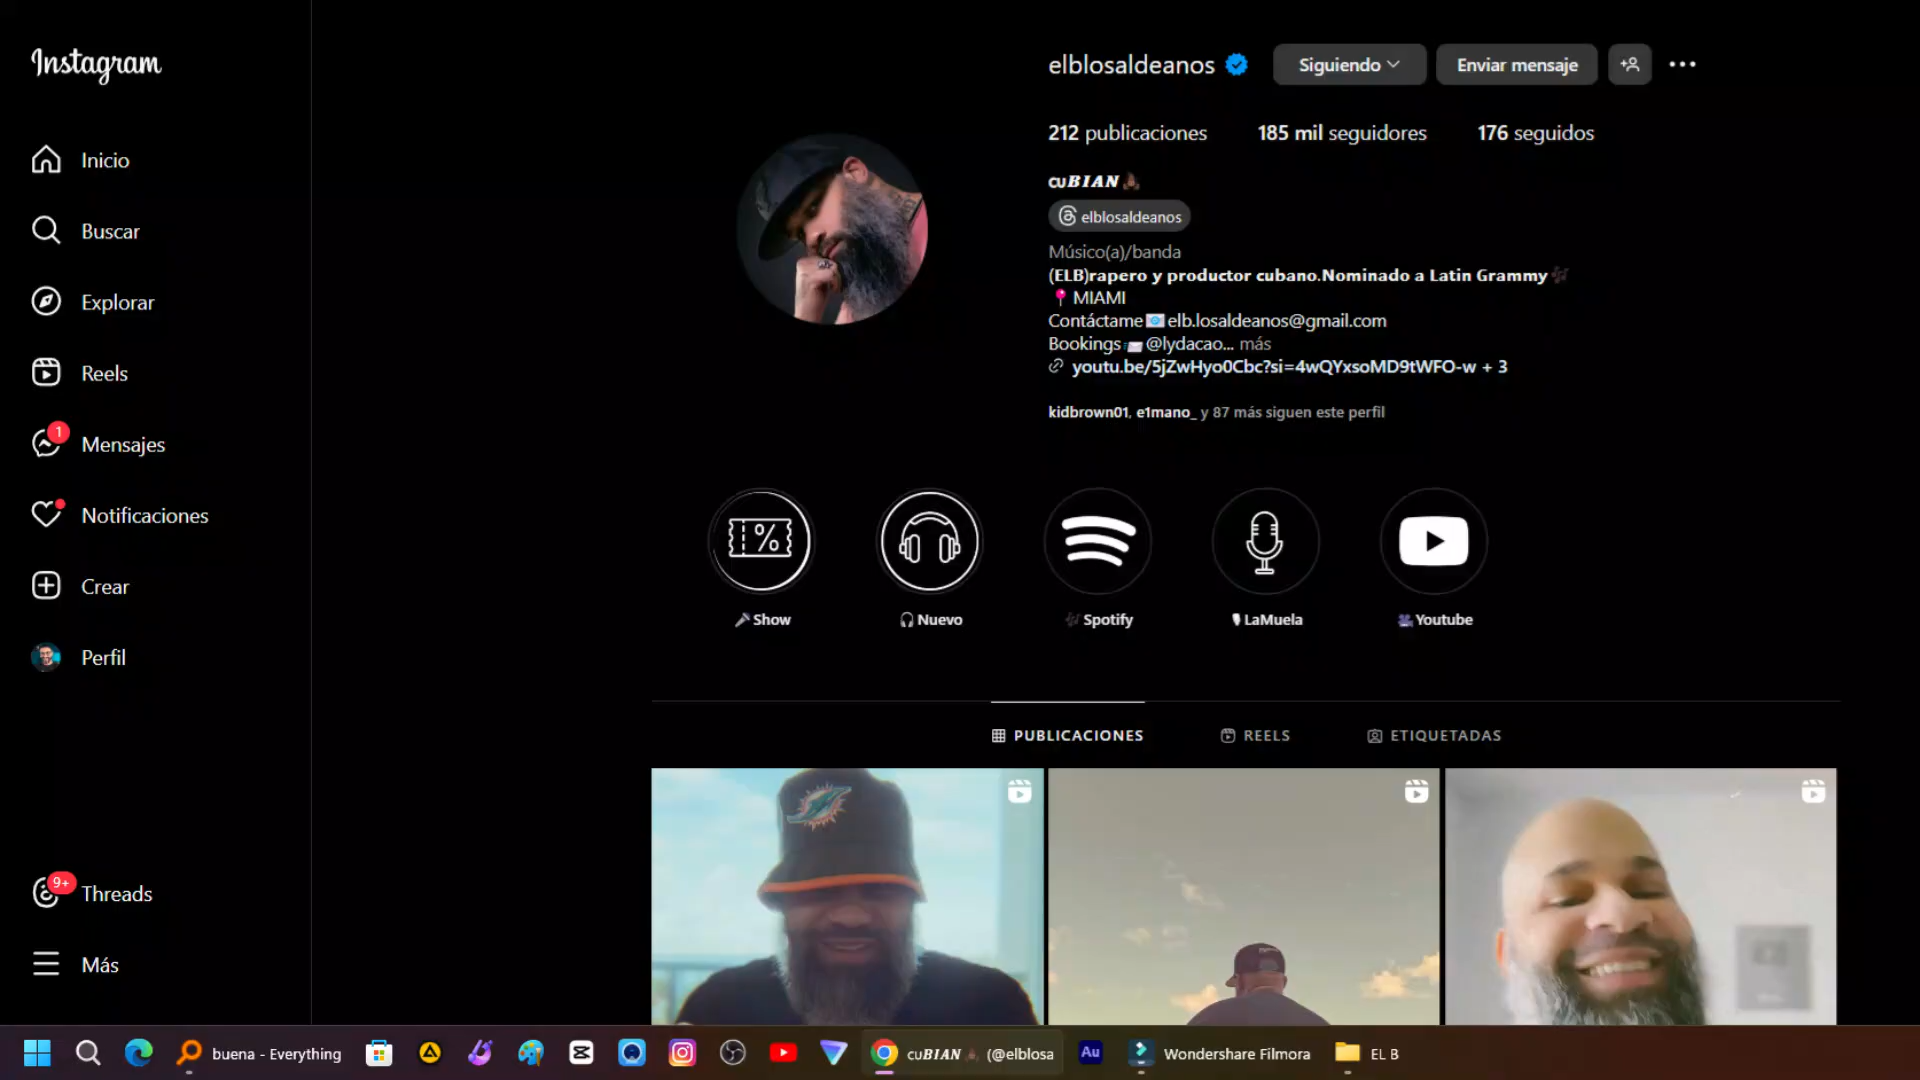 Instagram
Inicio
Buscar
Explorar
Reels
1
Mensajes
Notificaciones
Crear
Perfil
9+
Threads
Más
elblosaldeanos
Siguiendo
Enviar mensaje
212 publicaciones
185 mil seguidores
176 seguidos
cuBIAN
elblosaldeanos
Músico(a)/banda
(ELB)rapero y productor cubano.Nominado a Latin Grammy
MIAMI
Contáctame elb.losaldeanos@gmail.com
Bookings @lydacao... más
youtu.be/5jZwHyo0Cbc?si=4wQYxsoMD9tWFO-w + 3
kidbrown01, e1mano_ y 87 más siguen este perfil
Show
Nuevo
Spotify
LaMuela
Youtube
PUBLICACIONES
REELS
ETIQUETADAS
buena - Everything
cuBIAN (@elblosa
Au
Wondershare Filmora
EL B